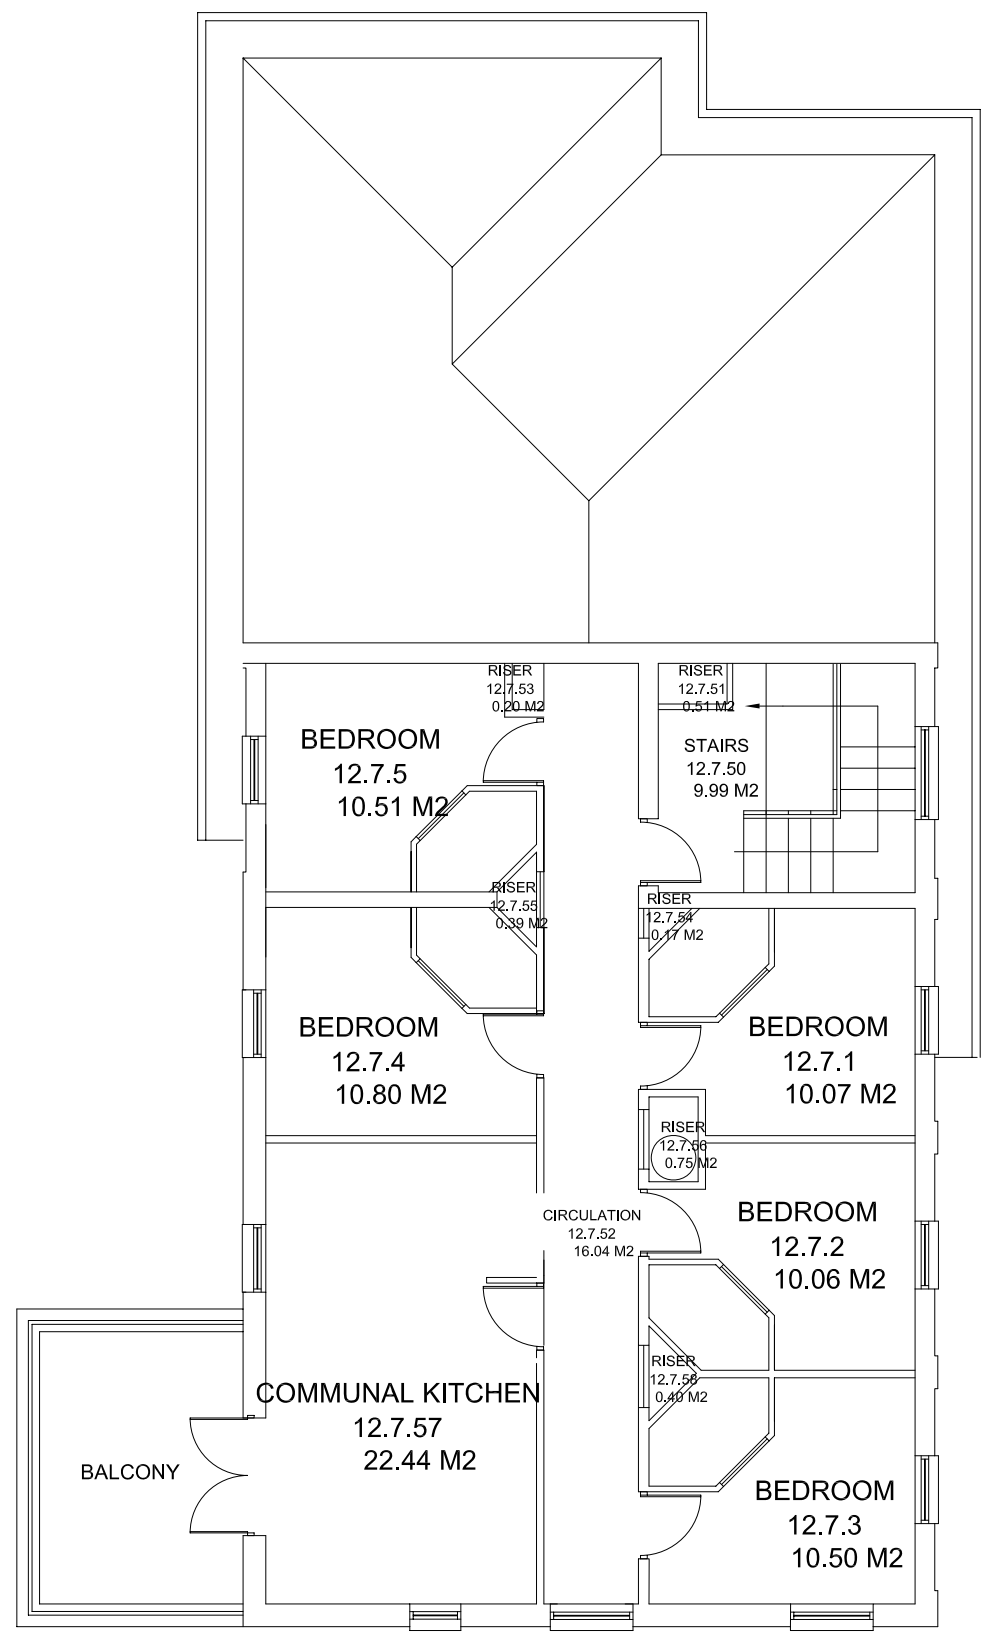 RISER
12.7.53
0.20 M2
RISER
12.7.51
0.51 M2
BEDROOM
12.7.5
10.51 M2
STAIRS
12.7.50
9.99 M2
RISER
12.7.55
0.39 M2
RISER
12.7.54
0.17 M2
BEDROOM
12.7.4
10.80 M2
BEDROOM
12.7.1
10.07 M2
RISER
12.7.56
0.75 M2
CIRCULATION
12.7.52
16.04 M2
BEDROOM
12.7.2
10.06 M2
RISER
12.7.58
0.40 M2
COMMUNAL KITCHEN
12.7.57
22.44 M2
BALCONY
BEDROOM
12.7.3
10.50 M2